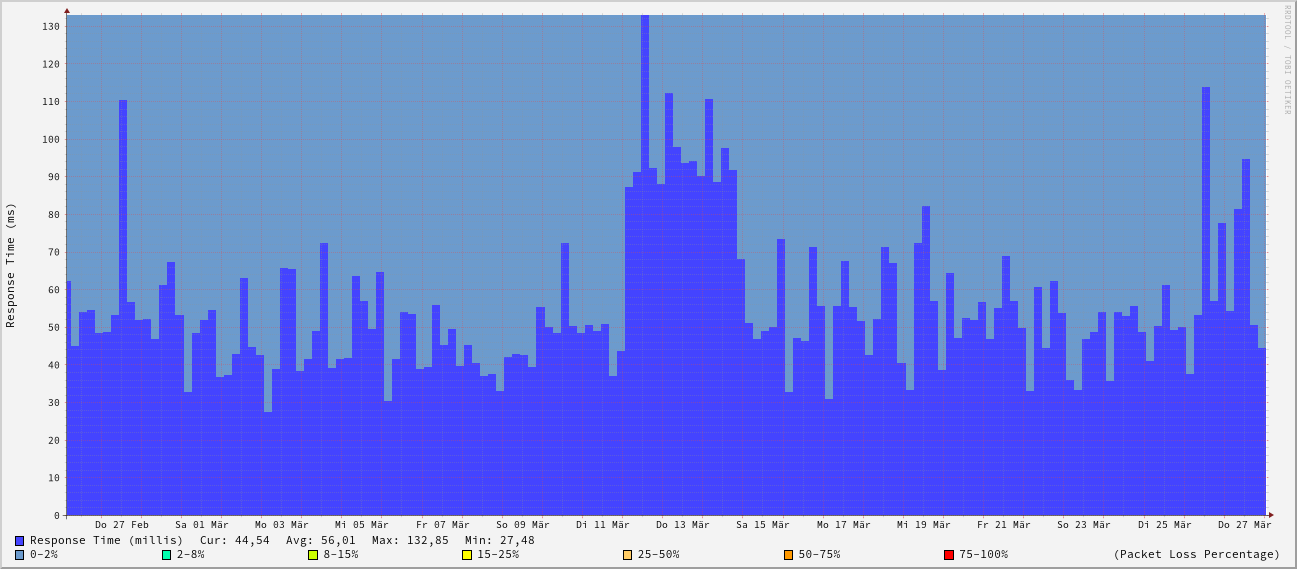 RRDTOOL / TOBI OETIKER
Response Time (ms)
130
120
110
100
90
80
70
60
50
40
30
20
10
0
Do 27 Feb Sa 01 Mär Mo 03 Mär Mi 05 Mär Fr 07 Mär So 09 Mär Di 11 Mär Do 13 Mär Sa 15 Mär Mo 17 Mär Mi 19 Mär Fr 21 Mär So 23 Mär Di 25 Mär Do 27 Mär
Response Time (millis) Cur: 44,54 Avg: 56,01 Max: 132,85 Min: 27,48
0-2% 2-8% 8-15% 15-25% 25-50% 50-75% 75-100% (Packet Loss Percentage)